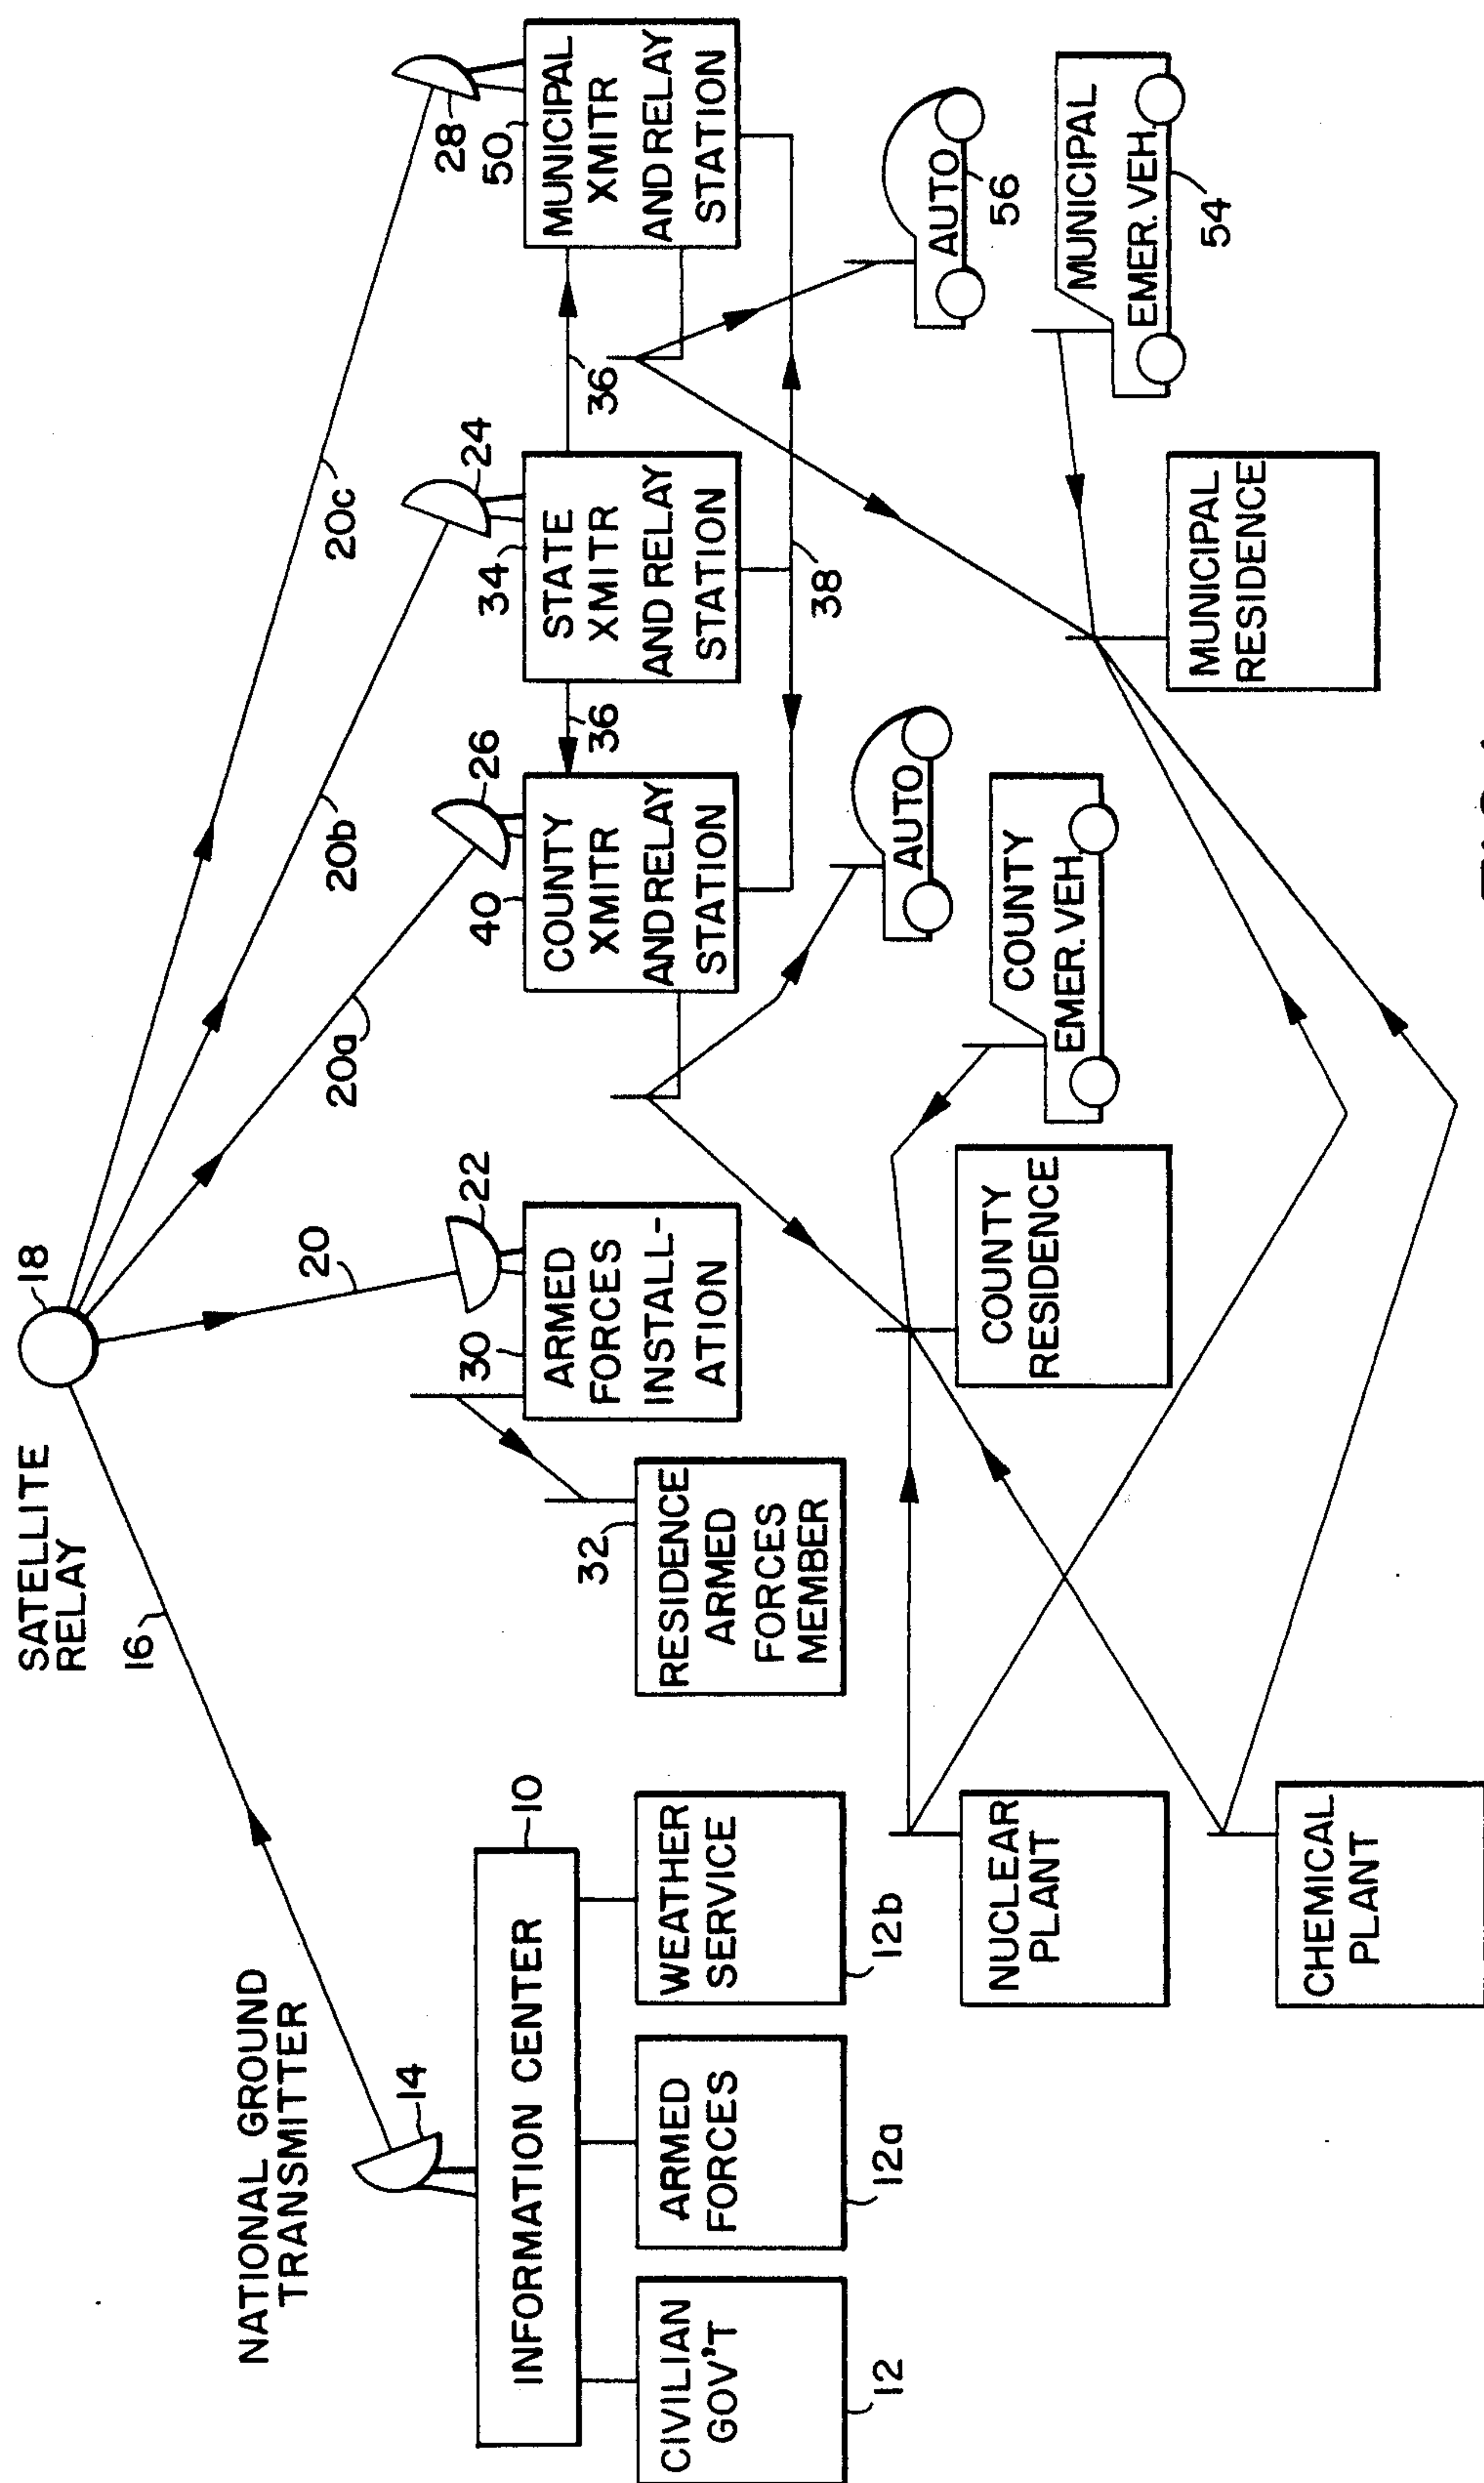 SATELLITE
RELAY
18
16
NATIONAL GROUND
TRANSMITTER
14
10
INFORMATION CENTER
CIVILIAN
GOV'T
12
ARMED
FORCES
12a
WEATHER
SERVICE
12b
20
20a
20b
20c
22
30
ARMED
FORCES
INSTALL-
ATION
32
RESIDENCE
ARMED
FORCES
MEMBER
26
40
COUNTY
XMITR
AND RELAY
STATION
36
24
34
STATE
XMITR
AND RELAY
STATION
36
38
28
50
MUNICIPAL
XMITR
AND RELAY
STATION
AUTO
COUNTY
EMER. VEH.
AUTO
56
MUNICIPAL
EMER. VEH.
54
COUNTY
RESIDENCE
MUNICIPAL
RESIDENCE
NUCLEAR
PLANT
CHEMICAL
PLANT